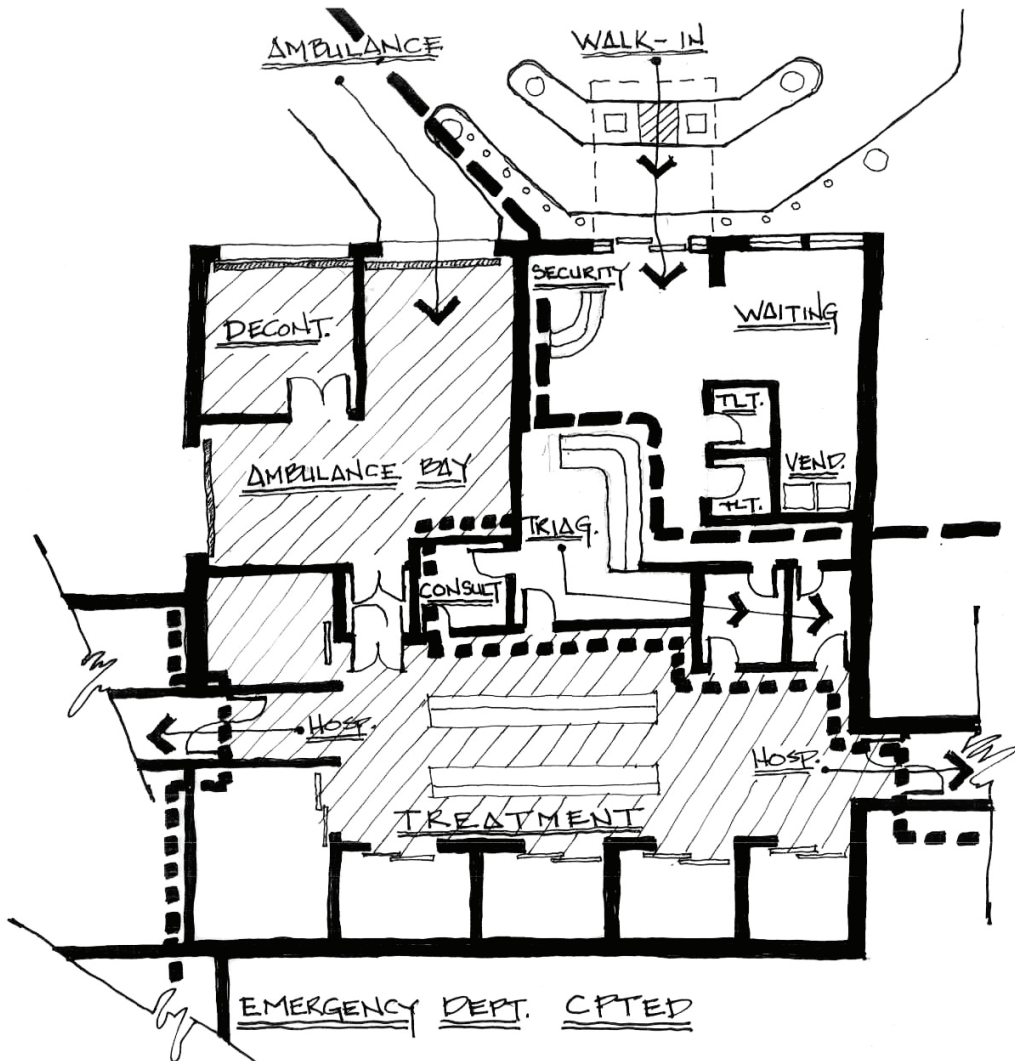 AMBULANCE
WALK-IN
SECURITY
DECONT.
WAITING
TLT.
AMBULANCE BAY
VEND.
TLT.
TRIAG.
CONSULT
HOSP.
HOSP.
TREATMENT
EMERGENCY DEPT. CPTED